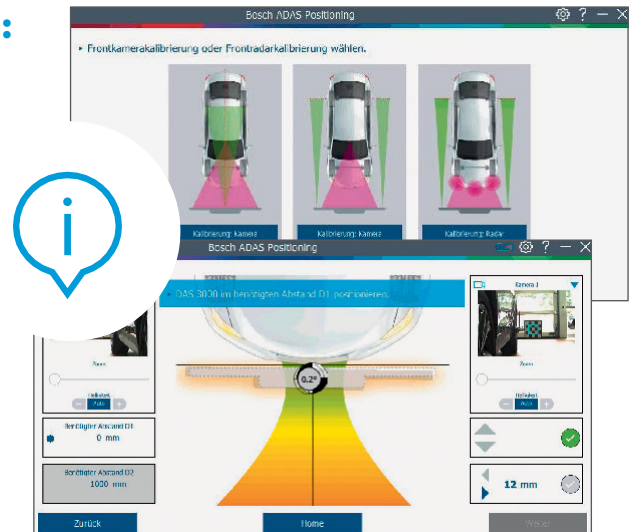 Bosch ADAS Positioning
Frontkamerakalibrierung oder Frontradarkalibrierung wählen.
Kalibrierung: Kamera
Kalibrierung: Kamera
Kalibrierung: Radar
i
Bosch ADAS Positioning
DAS 3000 im benötigten Abstand D1 positionieren.
Kamera
Zoom
Zoom
Helligkeit
Auto
Helligkeit
Auto
0.2°
Benötigter Abstand D1
0 mm
Benötigter Abstand D2
1000 mm
12 mm
Zurück
Home
Weiter